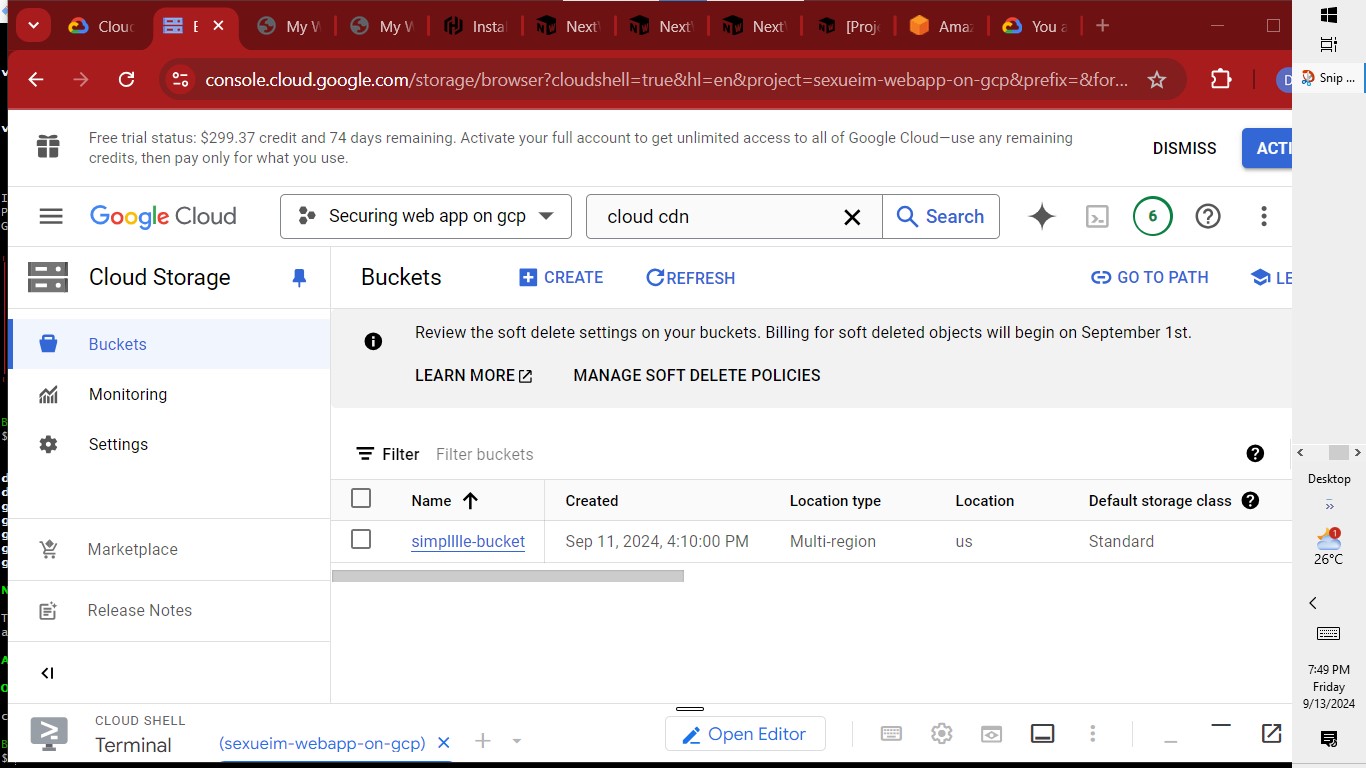 Clouc
E
My W
My W
Insta
Next
Next
Next
[Proj
Amaz
You a
console.cloud.google.com/storage/browser?cloudshell=true&hl=en&project=sexueim-webapp-on-gcp&prefix=&for...
D
Snip ...
Free trial status: $299.37 credit and 74 days remaining. Activate your full account to get unlimited access to all of Google Cloud—use any remaining
credits, then pay only for what you use.
DISMISS
ACTI
Google Cloud
Securing web app on gcp
cloud cdn
Search
6
Cloud Storage
Buckets
CREATE
REFRESH
GO TO PATH
LE
Buckets
Monitoring
Settings
Marketplace
Release Notes
Review the soft delete settings on your buckets. Billing for soft deleted objects will begin on September 1st.
LEARN MORE
MANAGE SOFT DELETE POLICIES
Filter
Filter buckets
Name
Created
Location type
Location
Default storage class
simplllle-bucket
Sep 11, 2024, 4:10:00 PM
Multi-region
us
Standard
CLOUD SHELL
Terminal
(sexueim-webapp-on-gcp)
Open Editor
Desktop
1
26°C
7:49 PM
Friday
9/13/2024